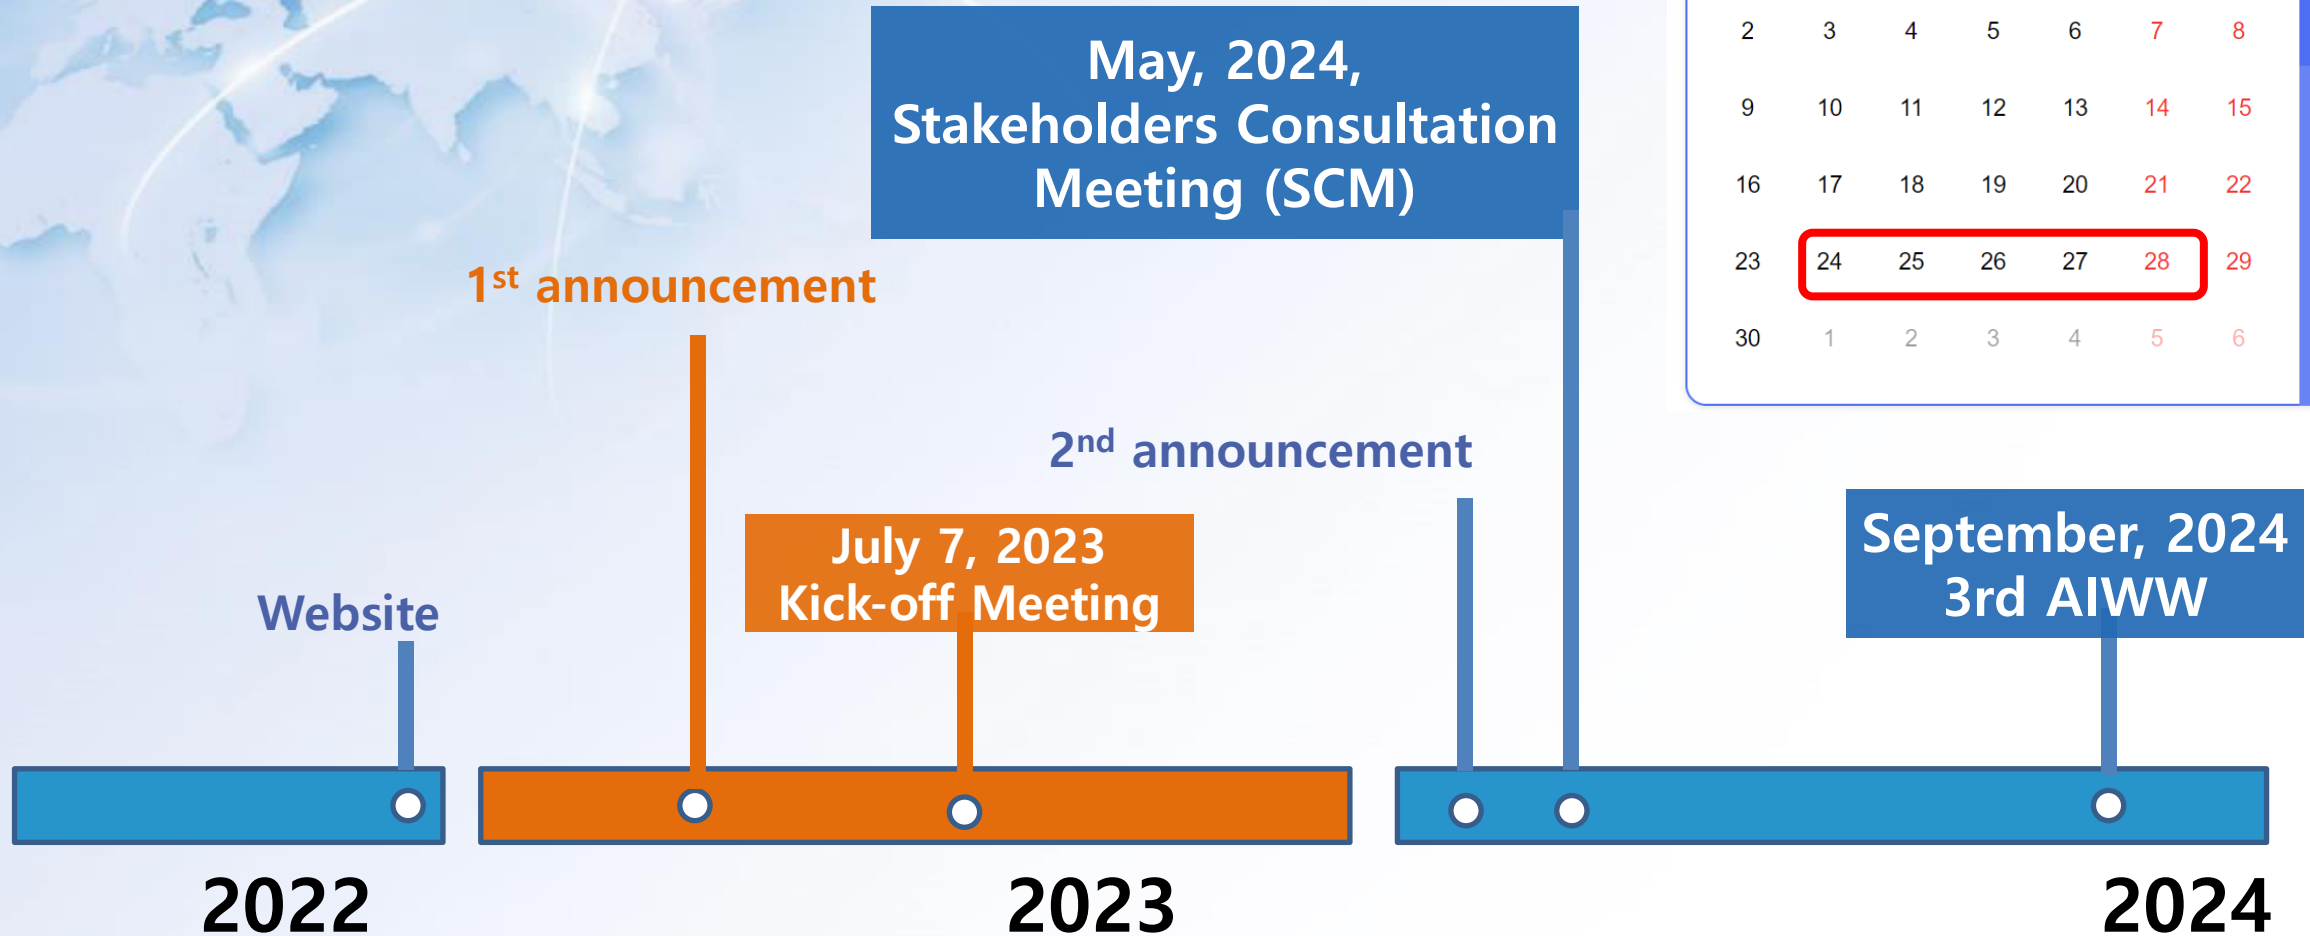 May, 2024,
Stakeholders Consultation
Meeting (SCM)
2 3 4 5 6 7 8
9 10 11 12 13 14 15
16 17 18 19 20 21 22
23 24 25 26 27 28 29
30 1 2 3 4 5 6
1st announcement
2nd announcement
July 7, 2023
Kick-off Meeting
September, 2024
3rd AIWW
Website
2022
2023
2024